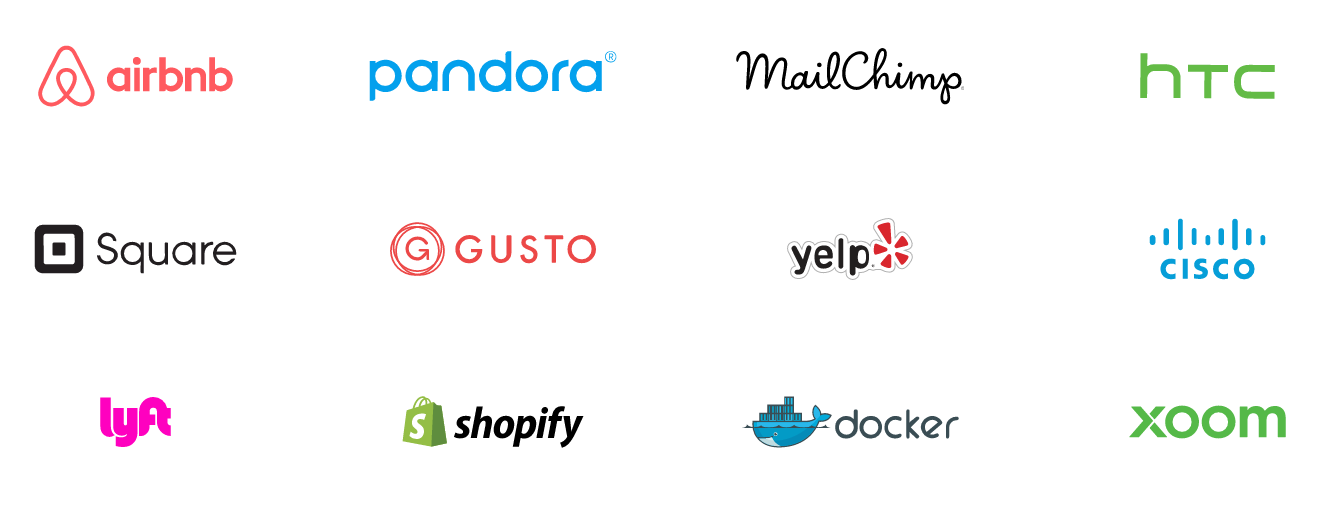 airbnb
pandora®
MailChimp
htc
Square
G GUSTO
yelp
cisco
lyft
S shopify
docker
xoom